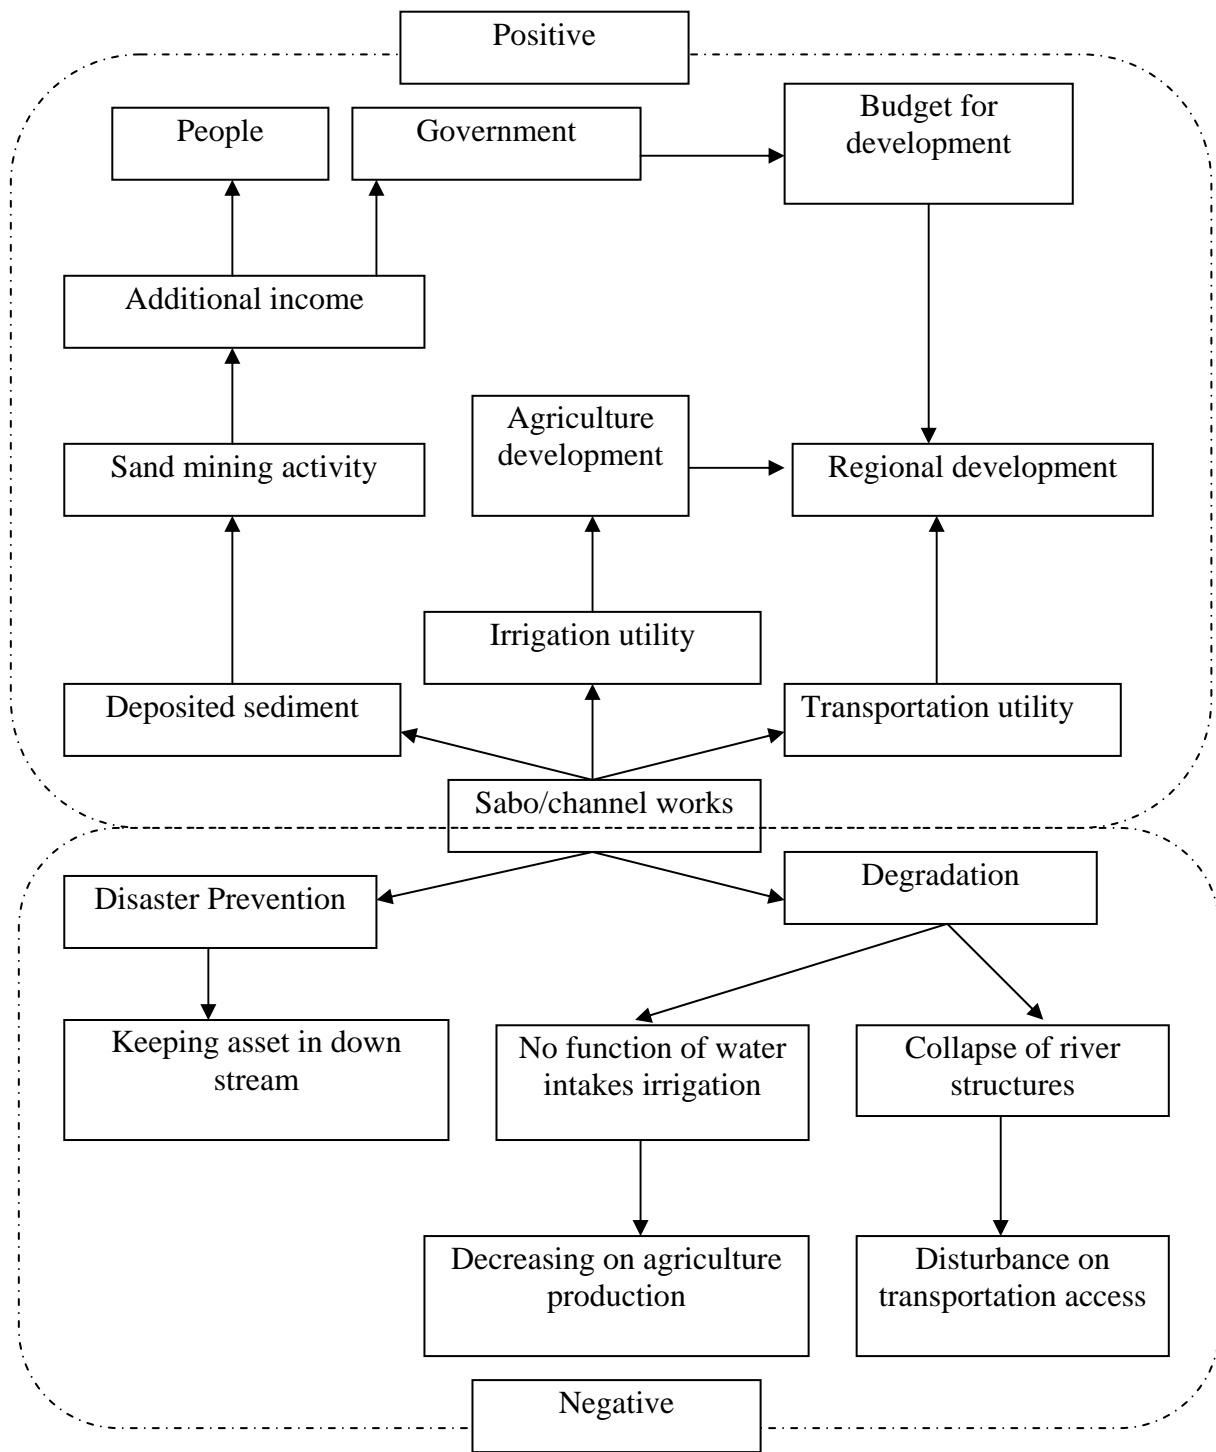 Positive
People
Government
Budget for
development
Additional income
Agriculture
development
Sand mining activity
Regional development
Irrigation utility
Deposited sediment
Transportation utility
Sabo/channel works
Disaster Prevention
Degradation
Keeping asset in down
stream
No function of water
intakes irrigation
Collapse of river
structures
Decreasing on agriculture
production
Disturbance on
transportation access
Negative